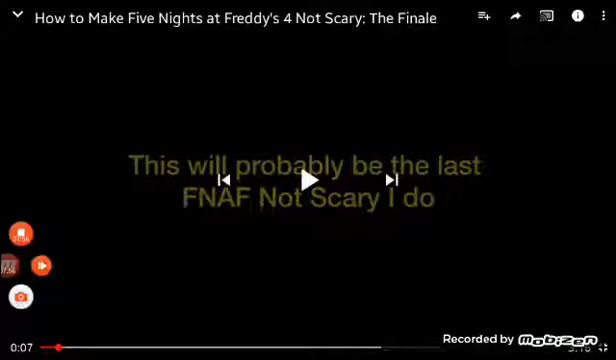 How to Make Five Nights at Freddy's 4 Not Scary: The Finale
This will probably be the last
FNAF Not Scary I do
0:07
Recorded by
mobizen